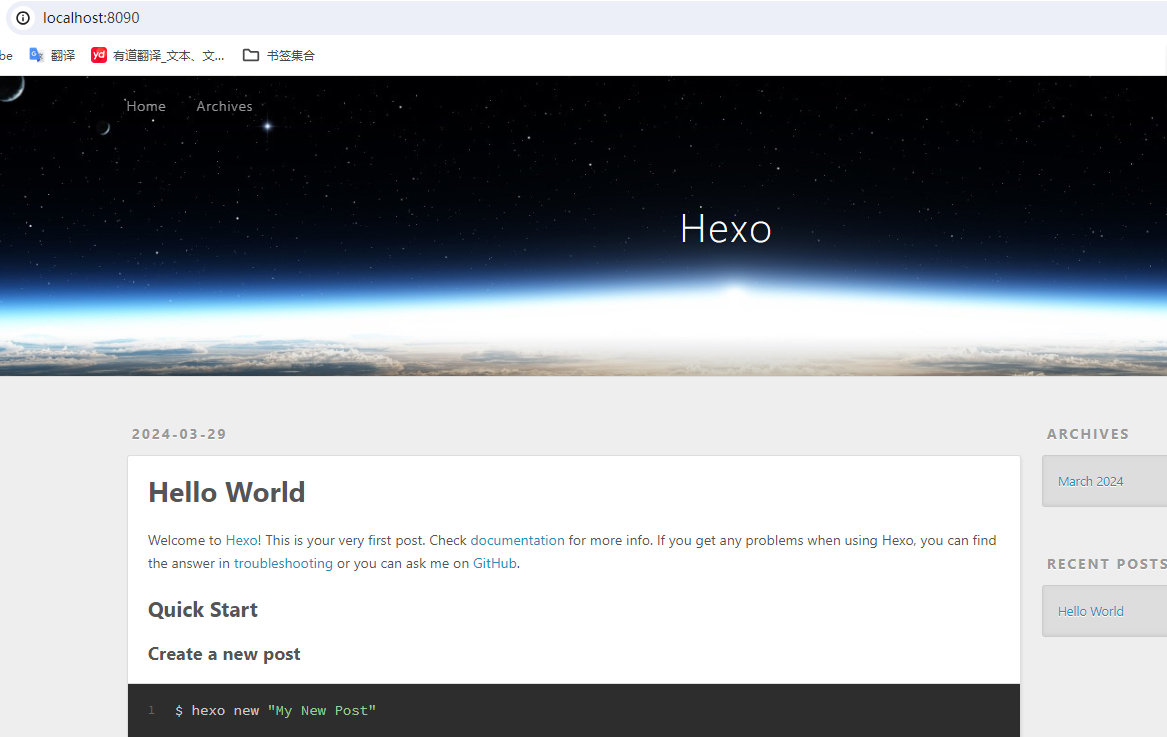 localhost:8090
be 翻译 yd 有道翻译_文本、文... 书签集合
Home Archives
Hexo
2024-03-29
ARCHIVES
Hello World
March 2024
Welcome to Hexo! This is your very first post. Check documentation for more info. If you get any problems when using Hexo, you can find
the answer in troubleshooting or you can ask me on GitHub.
RECENT POSTS
Quick Start
Hello World
Create a new post
1 $ hexo new "My New Post"